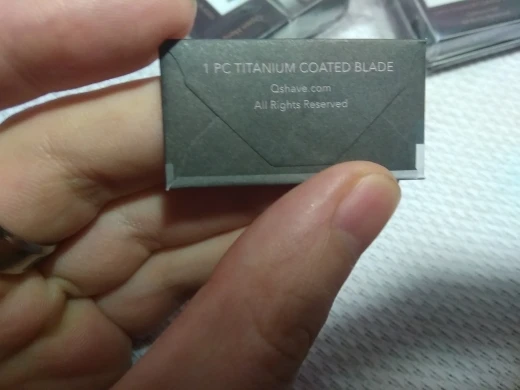 1 PC TITANIUM COATED BLADE
Qshave.com
All Rights Reserved